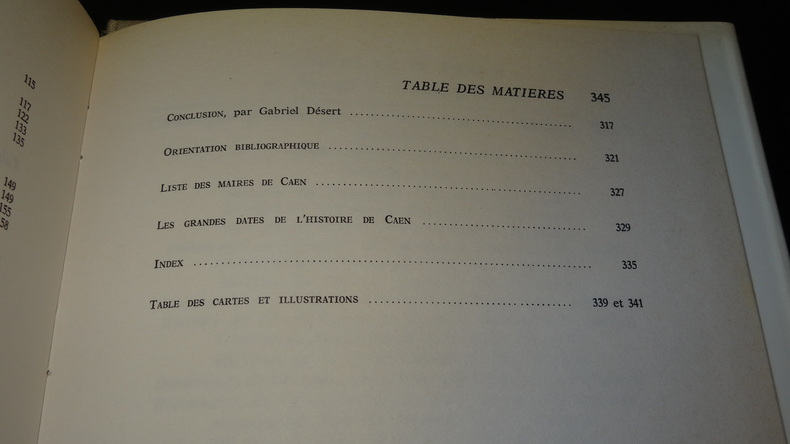 115
117
122
133
135
149
149
155
58
TABLE DES MATIERES 345
CONCLUSION, par Gabriel Désert ........................................ 317
ORIENTATION BIBLIOGRAPHIQUE ........................................ 321
LISTE DES MAIRES DE CAEN ........................................ 327
LES GRANDES DATES DE L'HISTOIRE DE CAEN ........................ 329
INDEX ............................................................ 335
TABLE DES CARTES ET ILLUSTRATIONS ........................ 339 et 341